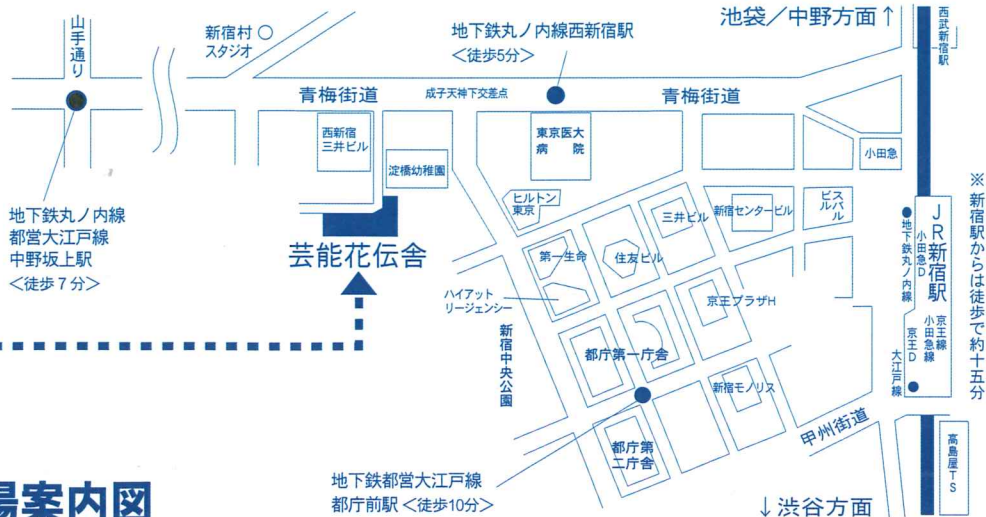 山手通り
新宿村
スタジオ
地下鉄丸ノ内線西新宿駅
<徒歩5分>
池袋/中野方面↑
西武新宿駅
青梅街道
成子天神下交差点
青梅街道
西新宿
三井ビル
淀橋幼稚園
東京医大
病 院
小田急
ヒルトン
東京
三井ビル
新宿センタービル
スバル
ビル
地下鉄丸ノ内線
都営大江戸線
中野坂上駅
<徒歩7分>
芸能花伝舎
第一生命
住友ビル
ハイアット
リージェンシー
京王プラザH
新宿中央公園
都庁第一庁舎
新宿モノリス
都庁第
二庁舎
甲州街道
JR新宿駅
小田急D
地下鉄丸ノ内線
京王線
小田急線
京王D
大江戸線
※新宿駅からは徒歩で約十五分
高島屋TS
地下鉄都営大江戸線
都庁前駅<徒歩10分>
↓渋谷方面
場案内図